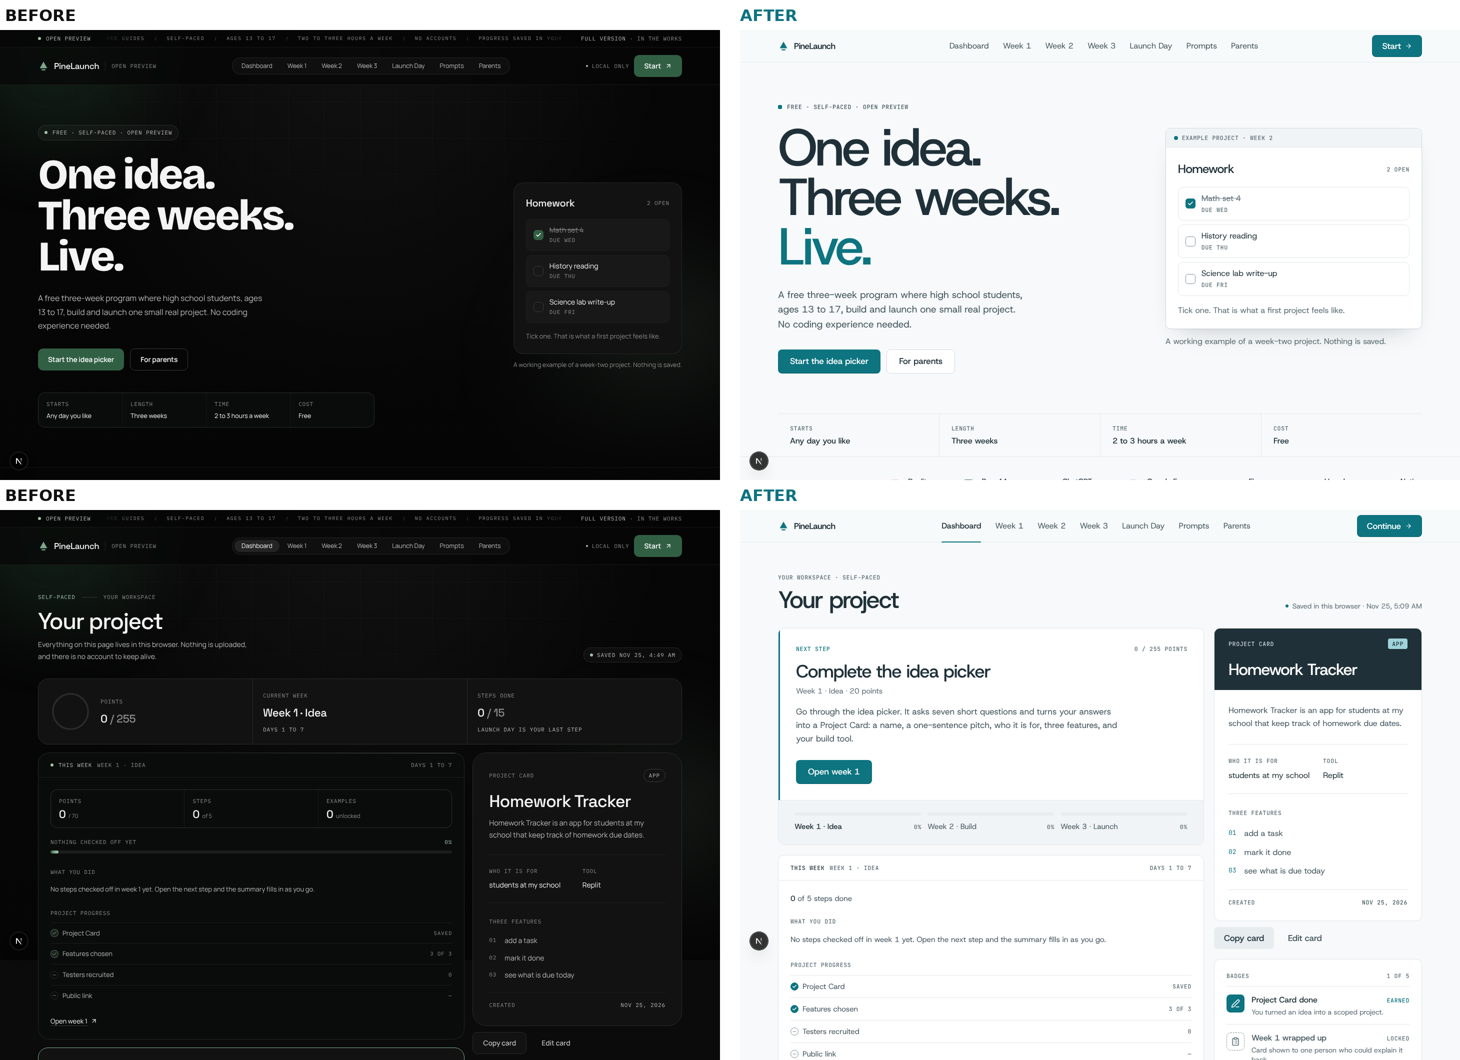 BEFORE
OPEN PREVIEW GUIDES · SELF-PACED · AGES 13 TO 17 · TWO TO THREE HOURS A WEEK · NO ACCOUNTS · PROGRESS SAVED IN FULL VERSION · IN THE WORKS
PineLaunch OPEN PREVIEW Dashboard Week 1 Week 2 Week 3 Launch Day Prompts Parents LOCAL ONLY Start
FREE · SELF-PACED · OPEN PREVIEW
One idea.
Three weeks.
Live.
A free three-week program where high school students, ages
13 to 17, build and launch one small real project. No coding
experience needed.
Start the idea picker For parents
STARTS LENGTH TIME COST
Any day you like Three weeks 2 to 3 hours a week Free
Homework 2 OPEN
Math set 4
DUE WED
History reading
DUE THU
Science lab write-up
DUE FRI
Tick one. That is what a first project feels like.
A working example of a week-two project. Nothing is saved.
N
AFTER
PineLaunch Dashboard Week 1 Week 2 Week 3 Launch Day Prompts Parents Start
FREE · SELF-PACED · OPEN PREVIEW
One idea.
Three weeks.
Live.
A free three-week program where high school students,
ages 13 to 17, build and launch one small real project.
No coding experience needed.
Start the idea picker For parents
EXAMPLE PROJECT · WEEK 2
Homework 2 OPEN
Math set 4
DUE WED
History reading
DUE THU
Science lab write-up
DUE FRI
Tick one. That is what a first project feels like.
A working example of a week-two project. Nothing is saved.
STARTS LENGTH TIME COST
Any day you like Three weeks 2 to 3 hours a week Free
N
BEFORE
OPEN PREVIEW GUIDES · SELF-PACED · AGES 13 TO 17 · TWO TO THREE HOURS A WEEK · NO ACCOUNTS · PROGRESS SAVED IN FULL VERSION · IN THE WORKS
PineLaunch OPEN PREVIEW Dashboard Week 1 Week 2 Week 3 Launch Day Prompts Parents LOCAL ONLY Start
SELF-PACED YOUR WORKSPACE
Your project
Everything on this page lives in this browser. Nothing is uploaded,
and there is no account to keep alive.
SAVED NOV 25, 4:49 AM
POINTS
0 / 255
CURRENT WEEK
Week 1 · Idea
DAYS 1 TO 7
STEPS DONE
0 / 15
LAUNCH DAY IS YOUR LAST STEP
THIS WEEK WEEK 1 · IDEA DAYS 1 TO 7
POINTS STEPS EXAMPLES
0 / 70 0 of 5 0 unlocked
NOTHING CHECKED OFF YET 0%
WHAT YOU DID
No steps checked off in week 1 yet. Open the next step and the summary fills in as you go.
PROJECT PROGRESS
Project Card SAVED
Features chosen 3 OF 3
Testers recruited 0
Public link —
Open week 1
PROJECT CARD APP
Homework Tracker
Homework Tracker is an app for students at my
school that keep track of homework due dates.
WHO IT IS FOR TOOL
students at my school Replit
THREE FEATURES
01 add a task
02 mark it done
03 see what is due today
CREATED NOV 25, 2026
Copy card Edit card
N
AFTER
PineLaunch Dashboard Week 1 Week 2 Week 3 Launch Day Prompts Parents Continue
YOUR WORKSPACE · SELF-PACED
Your project
Saved in this browser · Nov 25, 5:09 AM
NEXT STEP 0 / 255 POINTS
Complete the idea picker
Week 1 · Idea · 20 points
Go through the idea picker. It asks seven short questions and turns your answers
into a Project Card: a name, a one-sentence pitch, who it is for, three features, and
your build tool.
Open week 1
Week 1 · Idea 0% Week 2 · Build 0% Week 3 · Launch 0%
THIS WEEK WEEK 1 · IDEA DAYS 1 TO 7
0 of 5 steps done
WHAT YOU DID
No steps checked off in week 1 yet. Open the next step and the summary fills in as you go.
PROJECT PROGRESS
Project Card SAVED
Features chosen 3 OF 3
Testers recruited 0
Public link —
PROJECT CARD APP
Homework Tracker
Homework Tracker is an app for students at my
school that keep track of homework due dates.
WHO IT IS FOR TOOL
students at my school Replit
THREE FEATURES
01 add a task
02 mark it done
03 see what is due today
CREATED NOV 25, 2026
Copy card Edit card
BADGES 1 OF 5
Project Card done EARNED
You turned an idea into a scoped project.
Week 1 wrapped up LOCKED
Card shown to one person who could explain it
N